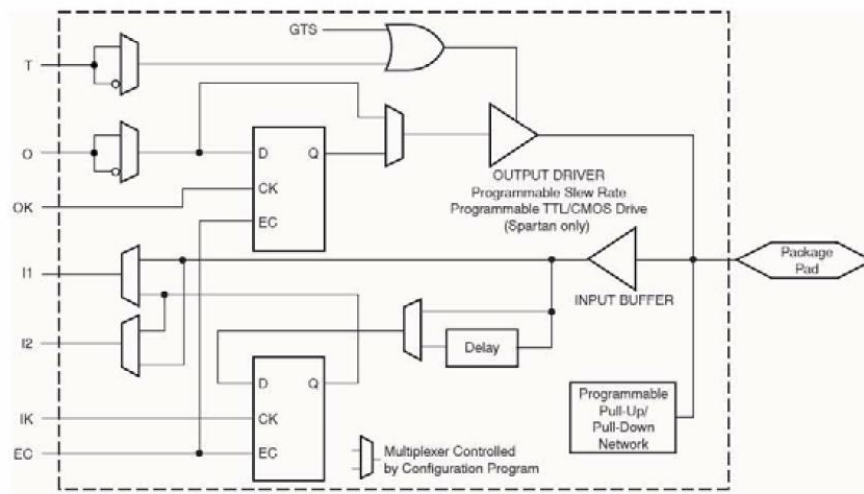 GTS
T
O
D
Q
CK
EC
OK
OUTPUT DRIVER
Programmable Slew Rate
Programmable TTL/CMOS Drive
(Spartan only)
I1
Package
Pad
INPUT BUFFER
I2
Delay
D
Q
CK
EC
IK
EC
Programmable
Pull-Up/
Pull-Down
Network
Multiplexer Controlled
by Configuration Program